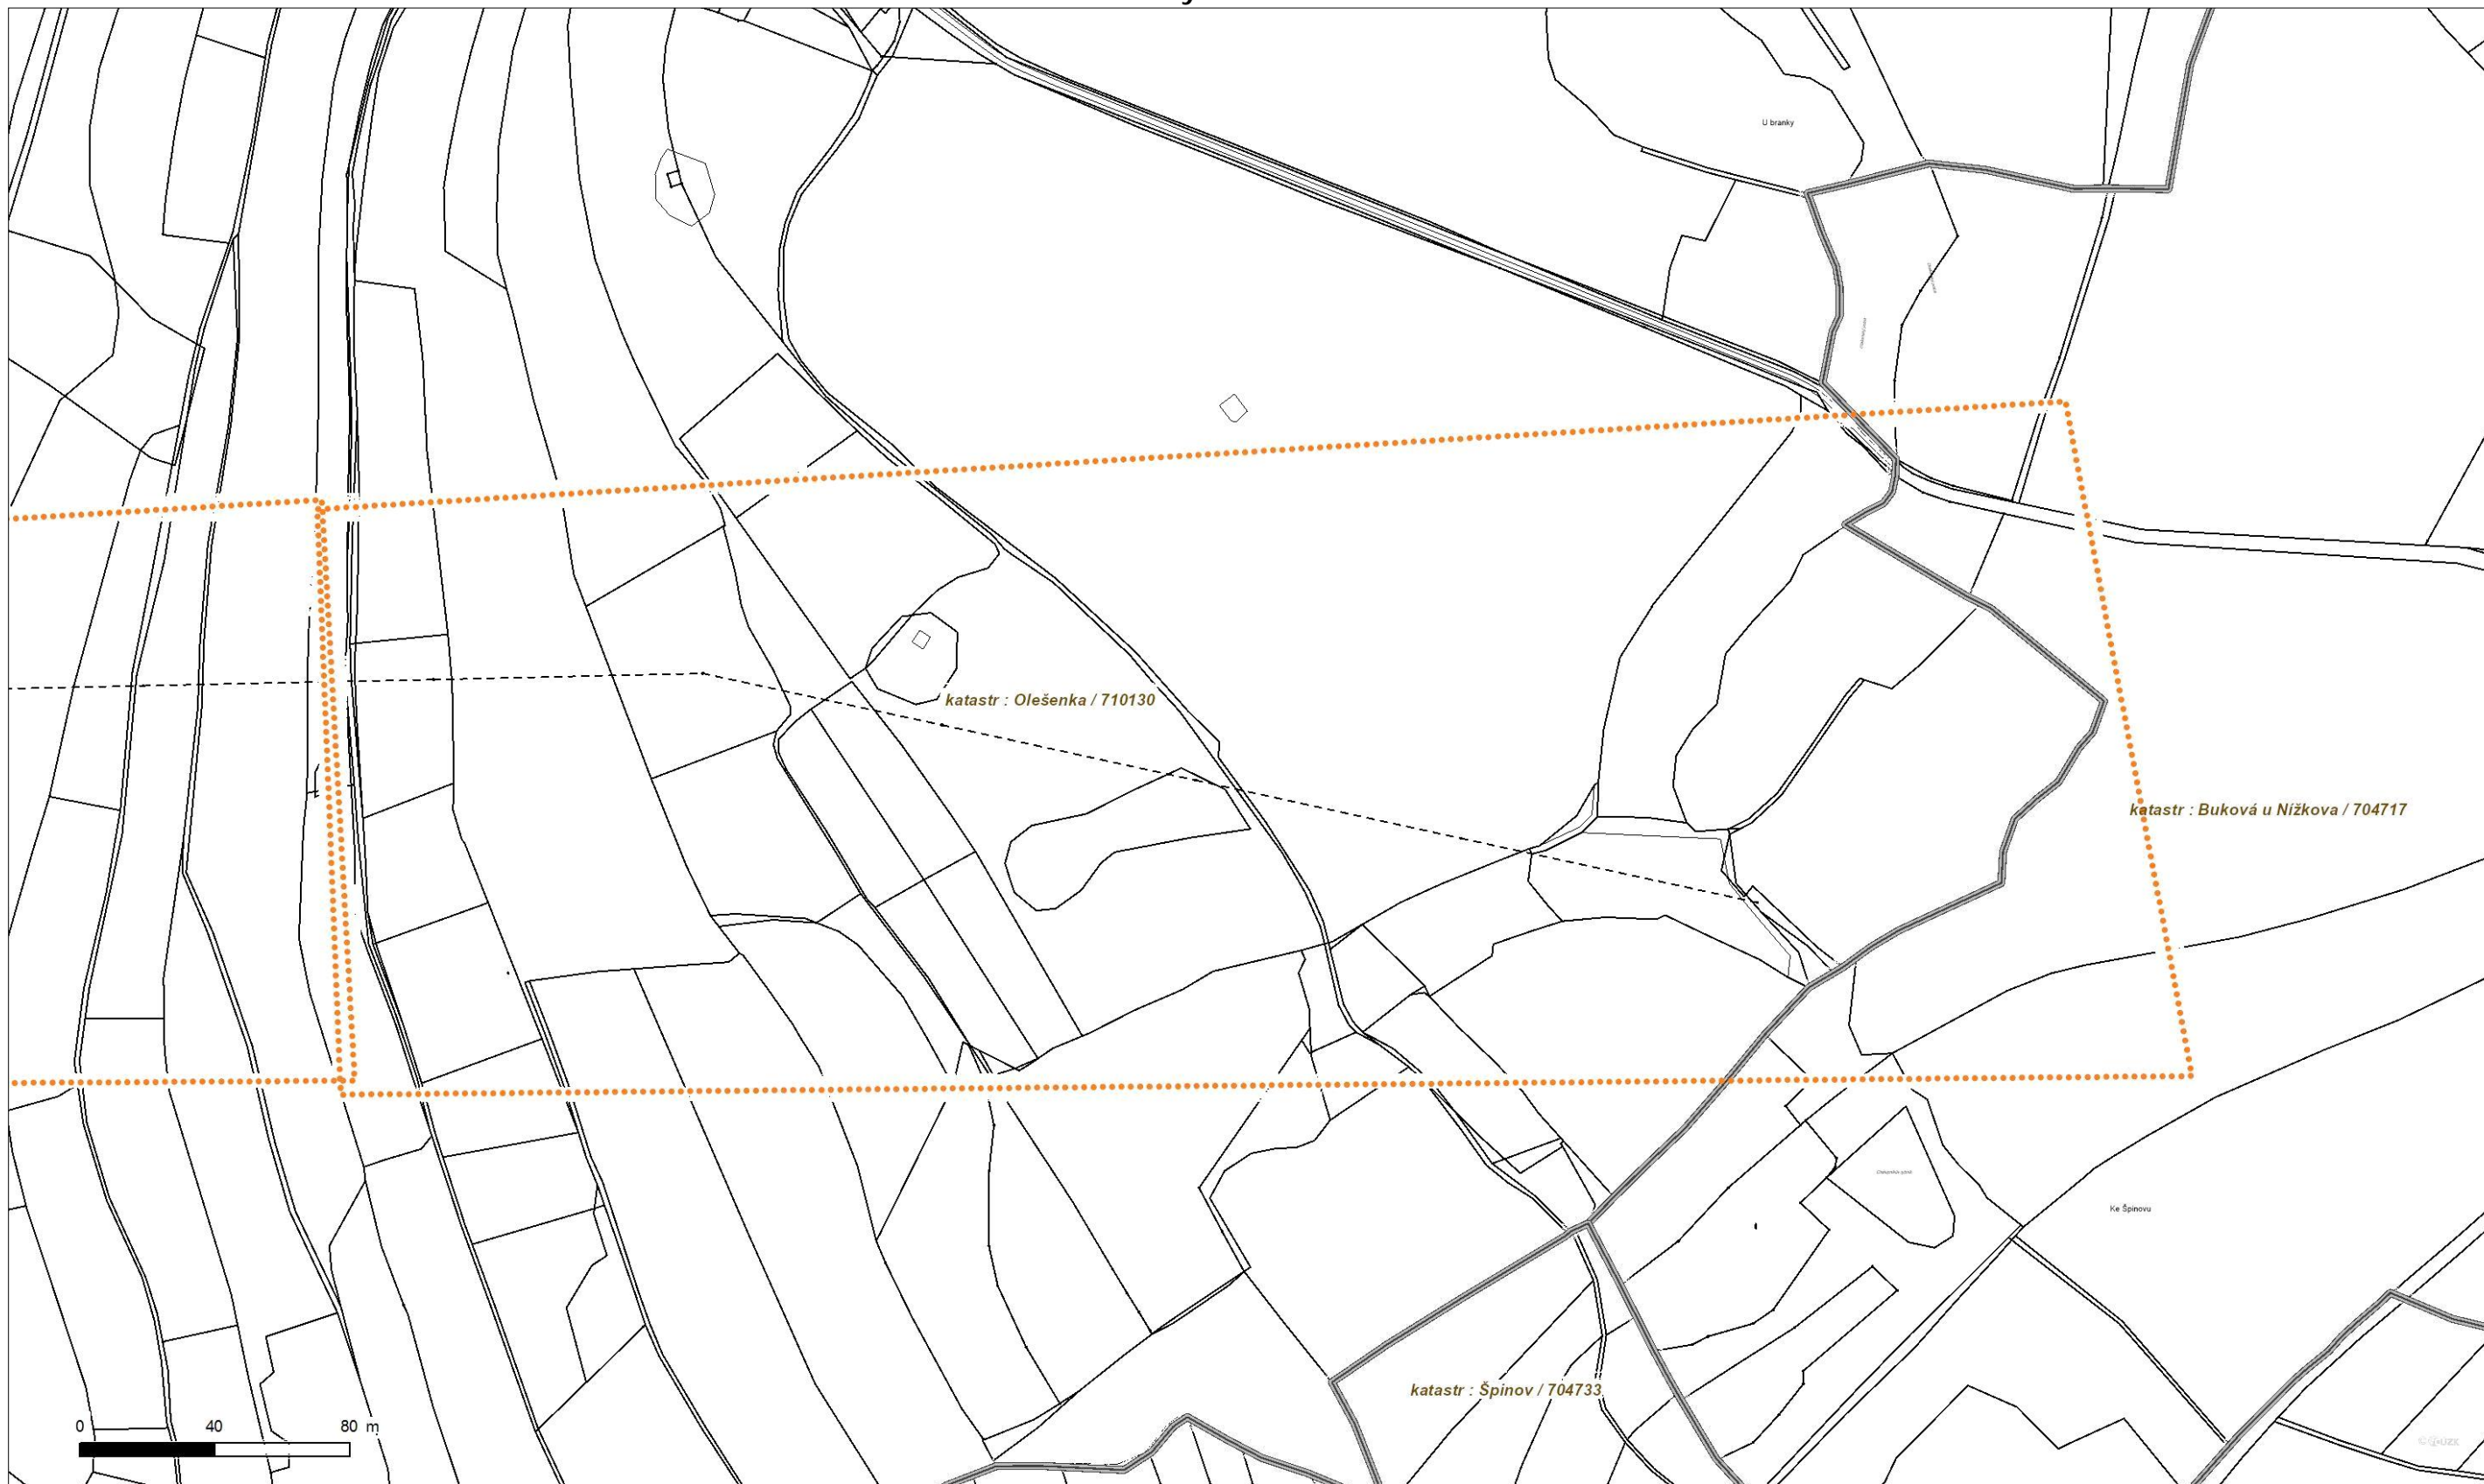 U branky
katastr : Olešenka / 710130
katastr : Buková u Nížkova / 704717
Ke Špinovu
katastr : Špinov / 704733
0 40 80 m